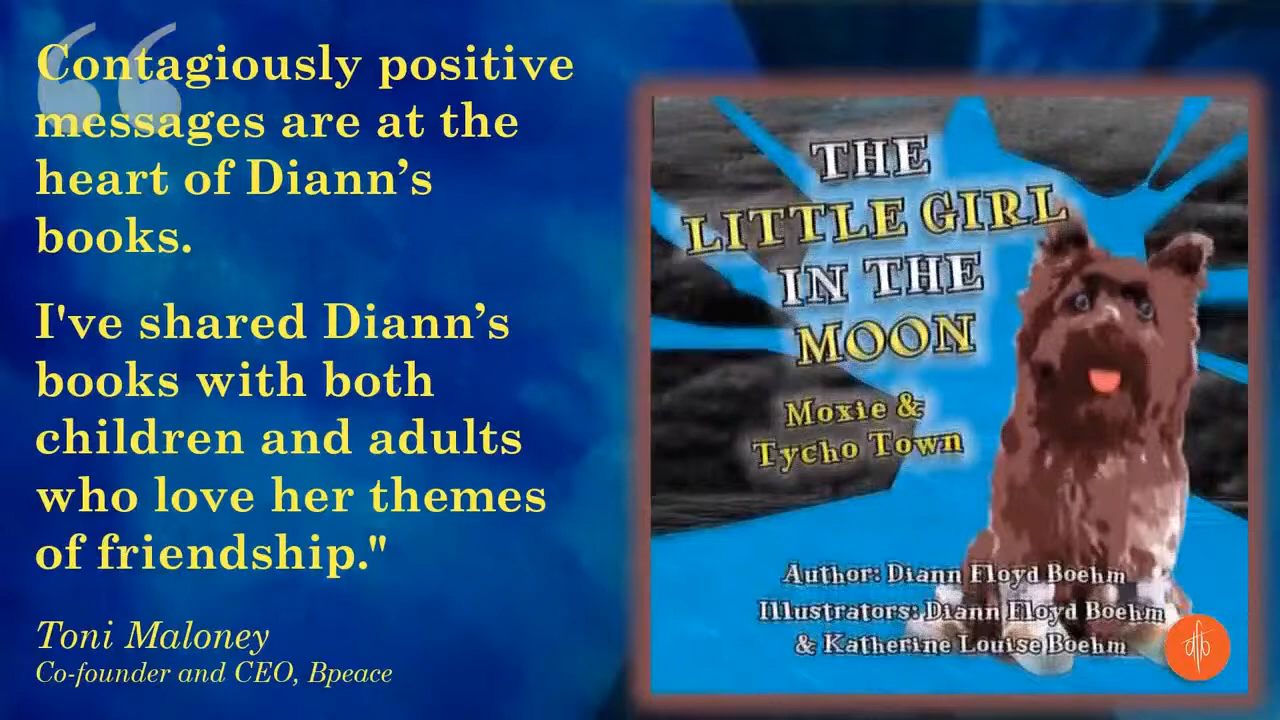 Contagiously positive
messages are at the
heart of Diann’s
books.
I've shared Diann’s
books with both
children and adults
who love her themes
of friendship."
Toni Maloney
Co-founder and CEO, Bpeace
THE
LITTLE GIRL
IN THE
MOON
Moxie &
Tycho Town
Author: Diann Floyd Boehm
Illustrators: Diann Floyd Boehm
& Katherine Louise Boehm
dfb